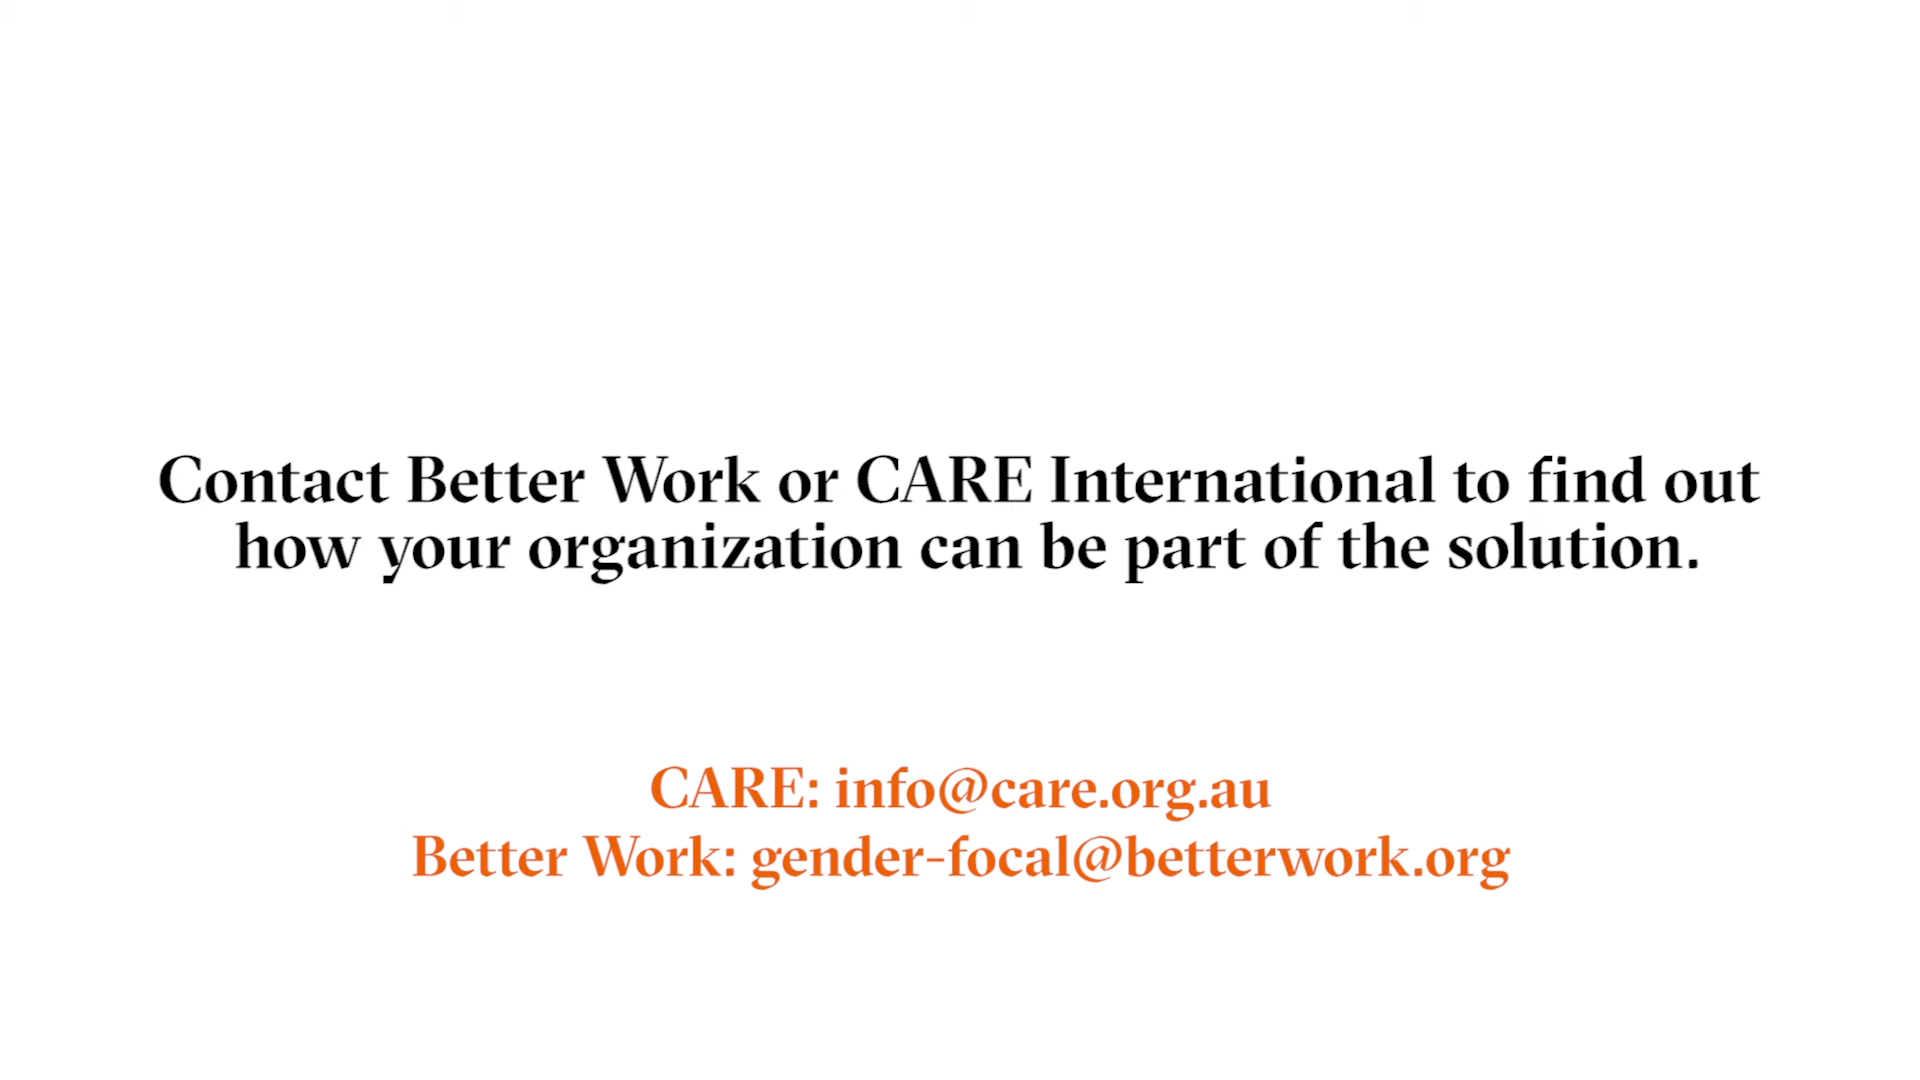 Contact Better Work or CARE International to find out
how your organization can be part of the solution.
CARE: info@care.org.au
Better Work: gender-focal@betterwork.org